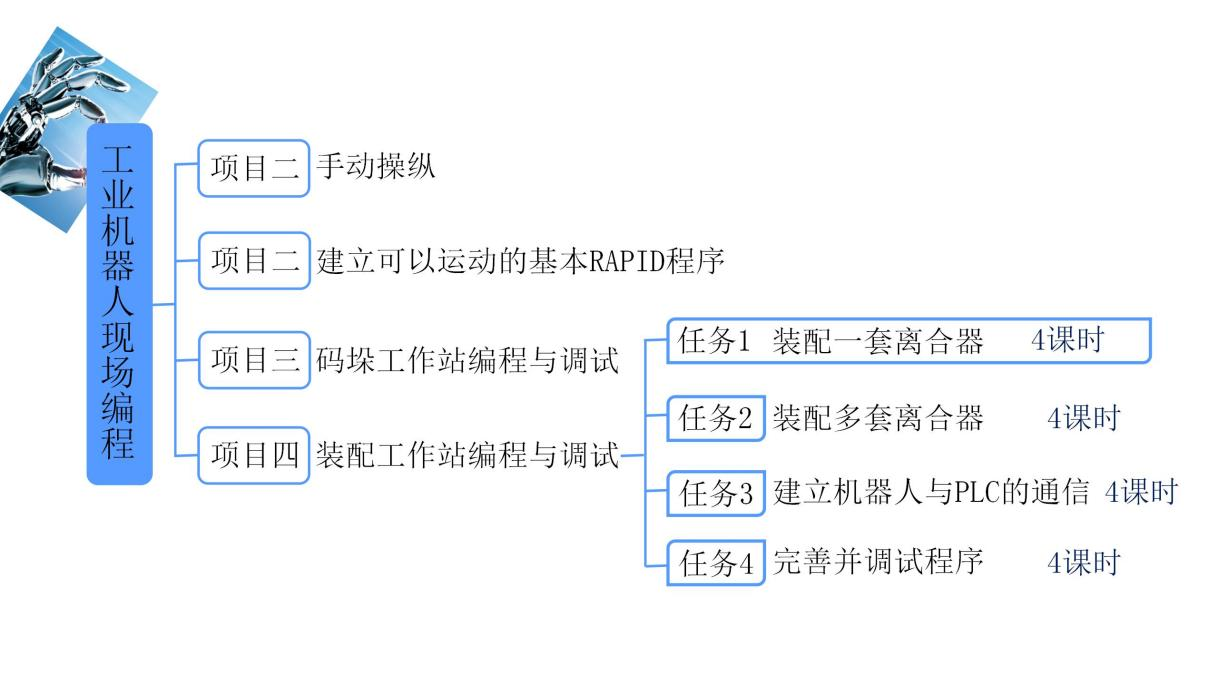 工业机器人现场编程
项目二 手动操纵
项目二 建立可以运动的基本RAPID程序
项目三 码垛工作站编程与调试
项目四 装配工作站编程与调试
任务1 装配一套离合器 4课时
任务2 装配多套离合器 4课时
任务3 建立机器人与PLC的通信 4课时
任务4 完善并调试程序 4课时